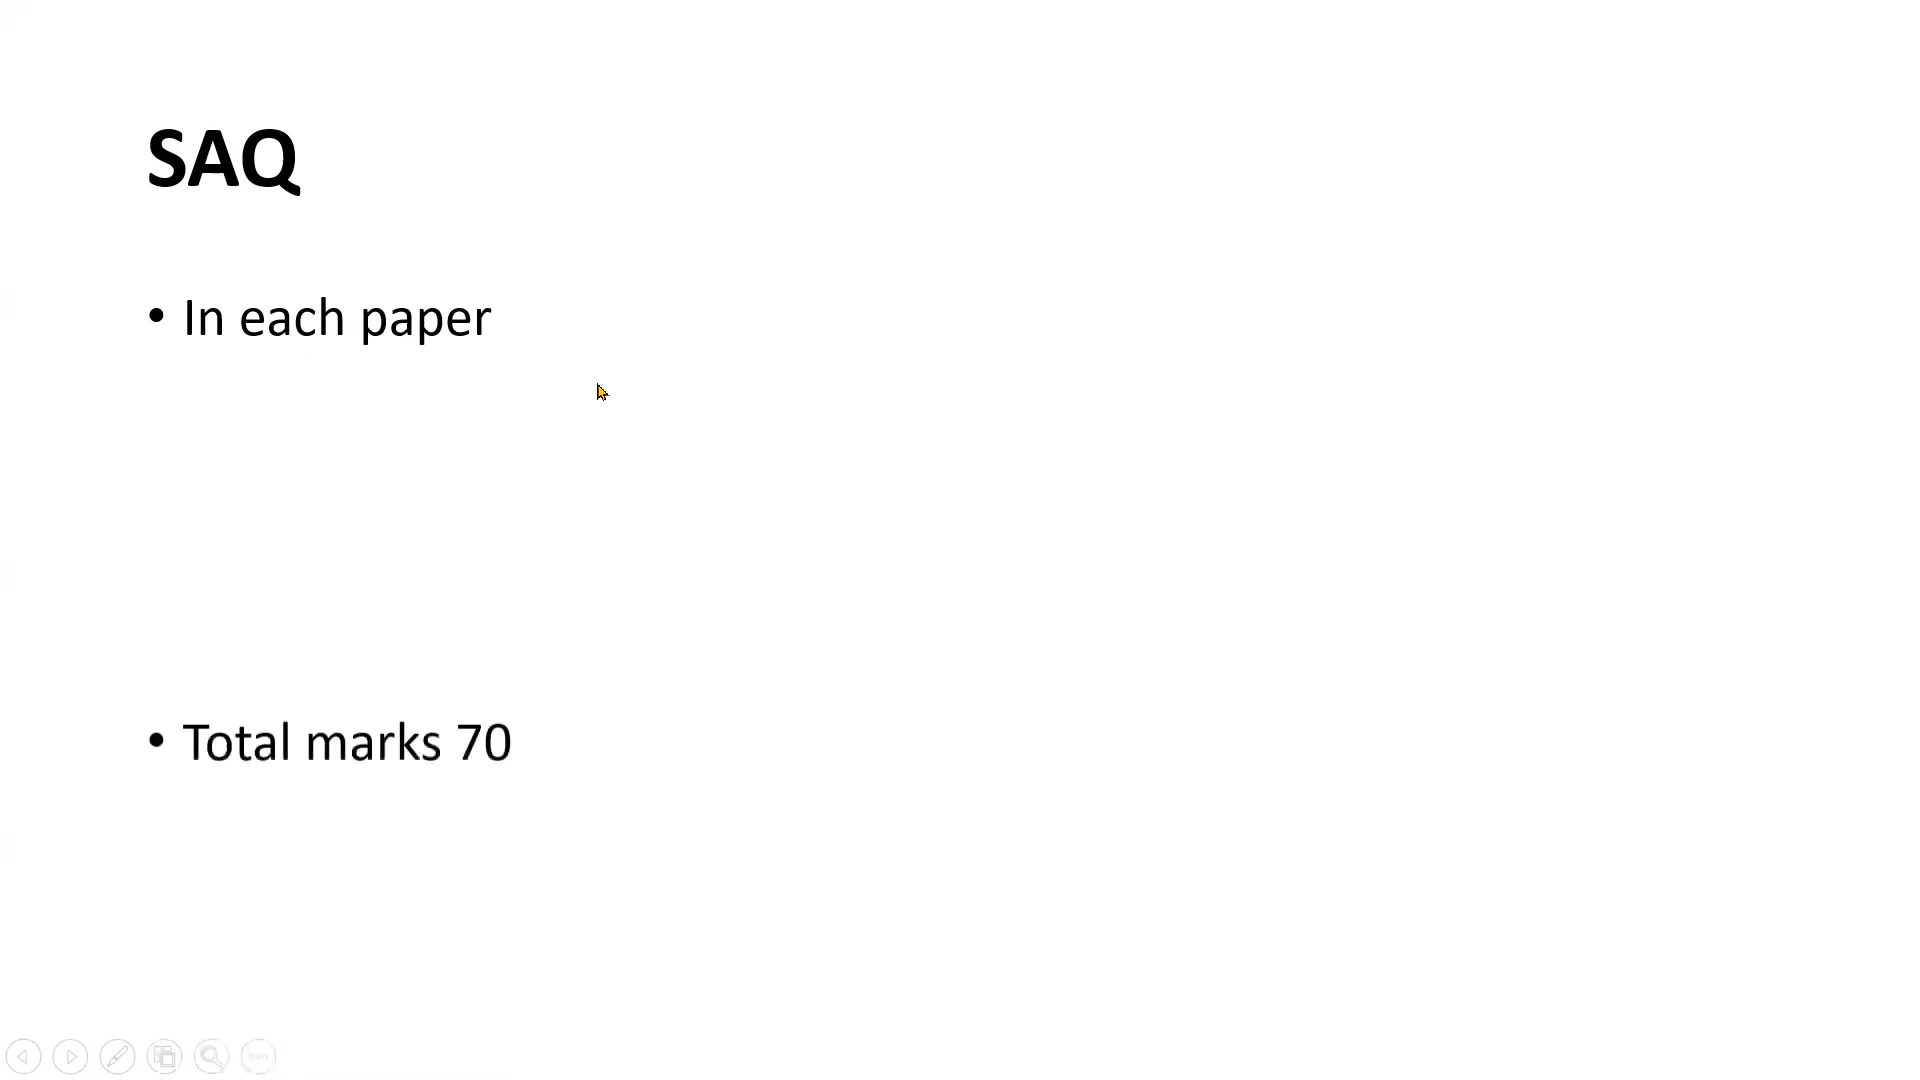 SAQ
• In each paper
• Total marks 70